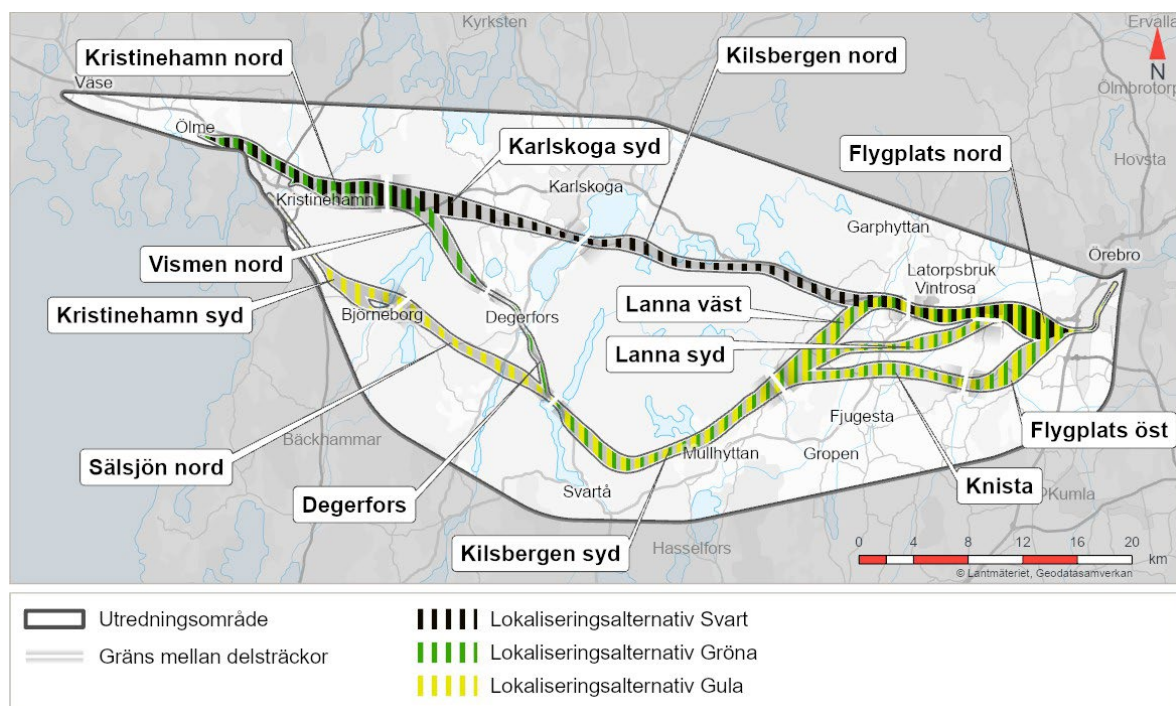 Kyrksten
Ervalla
Kristinehamn nord
Kilsbergen nord
N
Väse
Ölmbrotorp
Ölme
Karlskoga syd
Flygplats nord
Hovsta
Kristinehamn
Karlskoga
Garphyttan
Örebro
Vismen nord
Latorpsbruk
Vintrosa
Lanna väst
Kristinehamn syd
Björneborg
Degerfors
Lanna syd
Fjugesta
Flygplats öst
Bäckhammar
Sälsjön nord
Mullhyttan
Gropen
Knista
Degerfors
Svartå
Kumla
Kilsbergen syd
Hasselfors
0 4 8 12 16 20
km
© Lantmäteriet, Geodatasamverkan
Utredningsområde
Gräns mellan delsträckor
Lokaliseringsalternativ Svart
Lokaliseringsalternativ Gröna
Lokaliseringsalternativ Gula